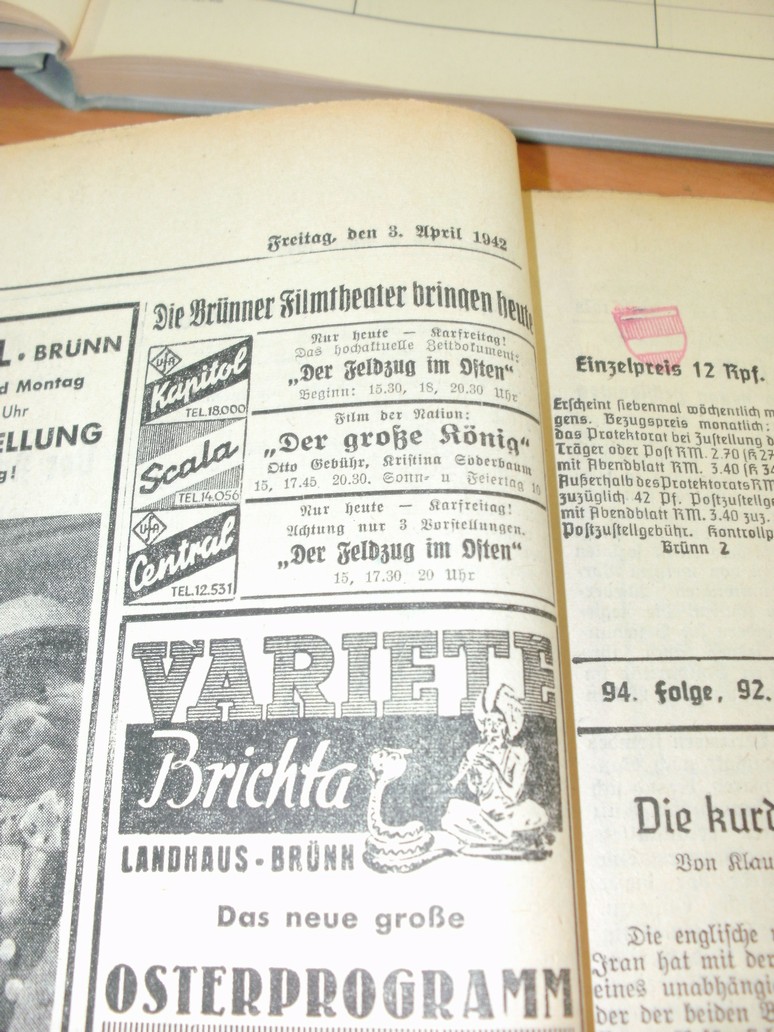 Freitag, den 3. April 1942
L. BRÜNN
d Montag
Uhr
ELLUNG
g!
Die Brünner Filmtheater bringen heute
UfA
Kapitol
TEL.18.000
Nur heute — Karfreitag!
Das hochaktuelle Zeitdokument:
„Der Feldzug im Osten"
Beginn: 15.30, 18, 20.30 Uhr
Scala
TEL.14.056
Film der Nation:
„Der große König"
Otto Gebühr, Kristina Söderbaum
15, 17.45, 20.30. Sonn- u Feiertag 10
UfA
Central
TEL.12.531
Nur heute — Karfreitag!
Achtung nur 3 Vorstellungen.
„Der Feldzug im Osten"
15, 17.30 20 Uhr
VARIETE
Brichta
LANDHAUS-BRÜNN
Das neue große
OSTERPROGRAMM
Einzelpreis 12 Rpf.
Erscheint siebenmal wöchentlich m
gens. Bezugspreis monatlich:
das Protektorat bei Zustellung d
Träger oder Post RM. 2.70 (K 27
mit Abendblatt RM. 3.40 (K 34
Außerhalb des Protektorats RM
zuzüglich 42 Pf. Postzustellge
mit Abendblatt RM. 3.40 zuz.
Postzustellgebühr. Kontrollp
Brünn 2
94. Folge, 92.
Die kurd
Von Klau
Die englische
Iran hat mit der
eines unabhängi
der der beiden B